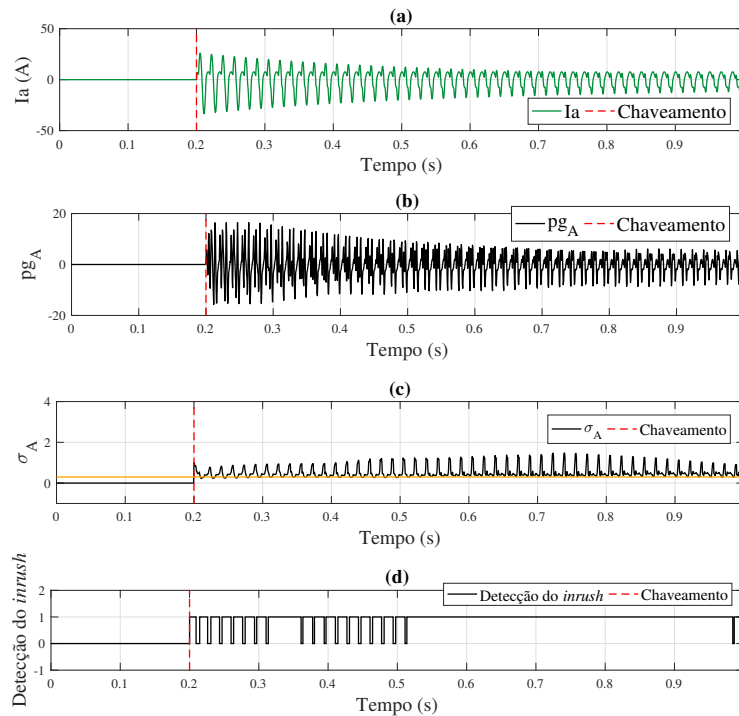 (a)
50
0
-50
Ia (A)
Ia Chaveamento
0 0.1 0.2 0.3 0.4 0.5 0.6 0.7 0.8 0.9
Tempo (s)
(b)
20
0
-20
pg_A
pg_A Chaveamento
0 0.1 0.2 0.3 0.4 0.5 0.6 0.7 0.8 0.9
Tempo (s)
(c)
4
2
0
σ_A
σ_A Chaveamento
0 0.1 0.2 0.3 0.4 0.5 0.6 0.7 0.8 0.9
Tempo (s)
(d)
2
1
0
-1
Detecção do inrush
Detecção do inrush Chaveamento
0 0.1 0.2 0.3 0.4 0.5 0.6 0.7 0.8 0.9
Tempo (s)